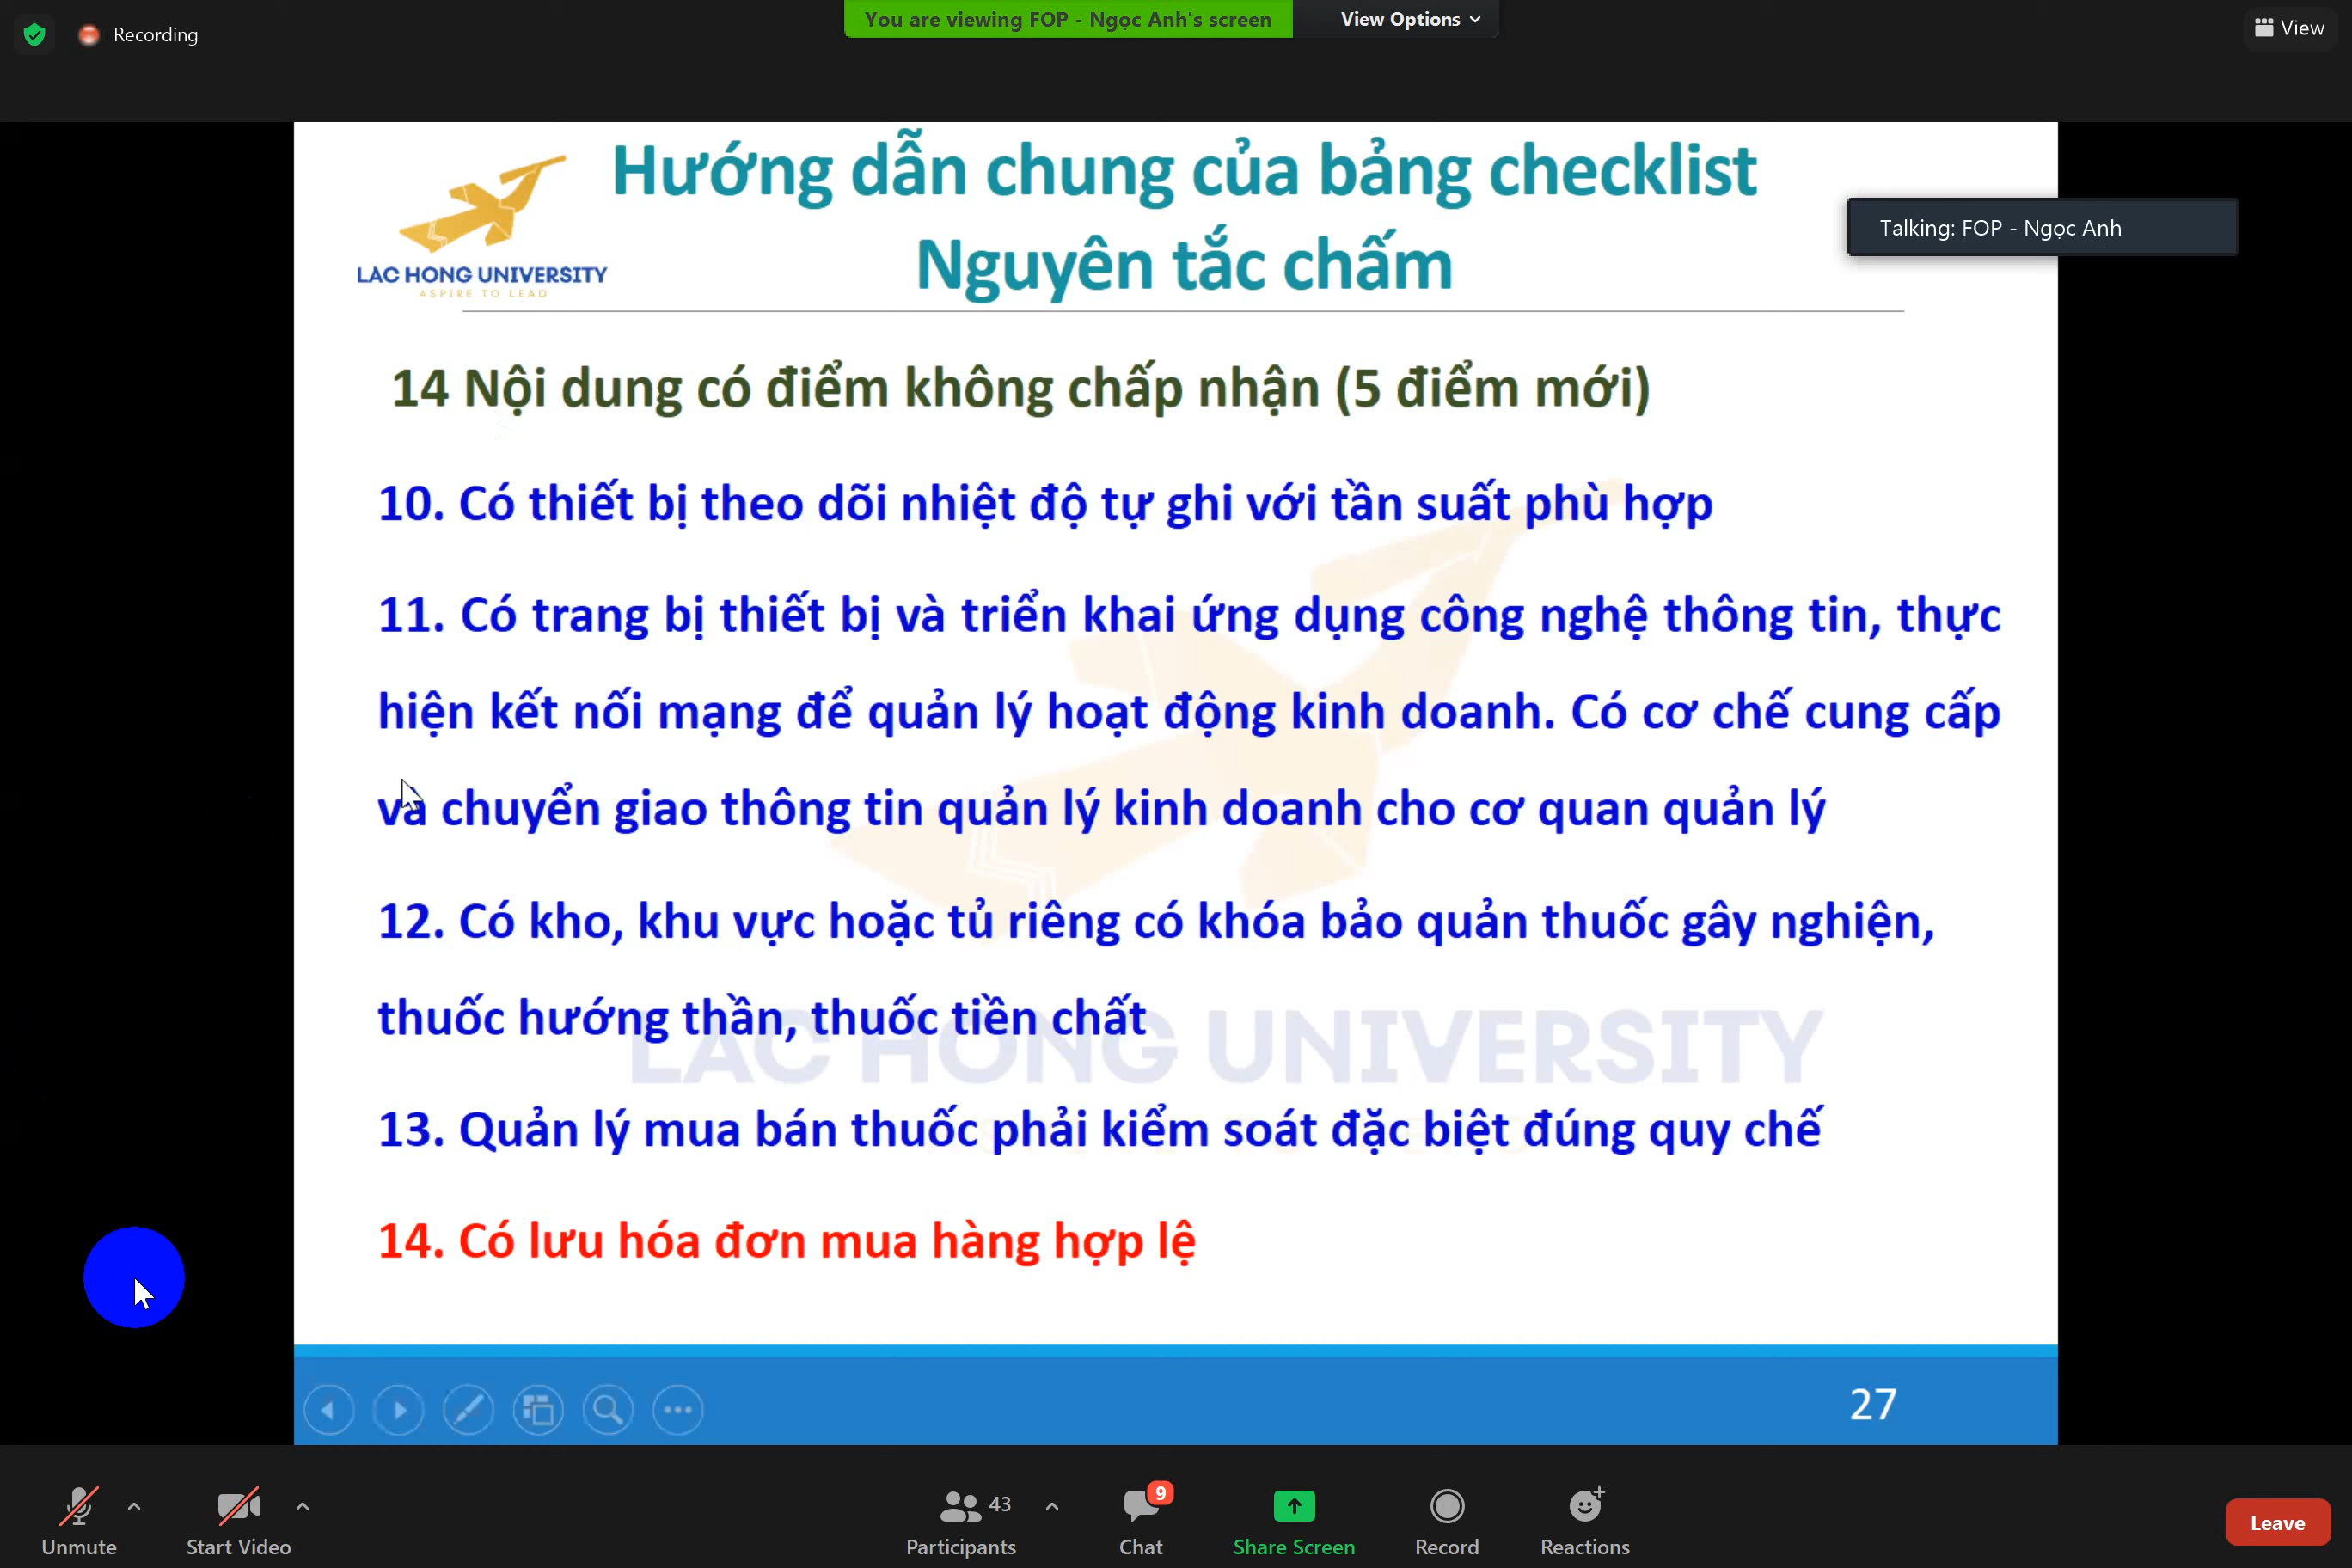 Recording
You are viewing FOP - Ngọc Anh's screen
View Options
View
Hướng dẫn chung của bảng checklist
Nguyên tắc chấm
LAC HONG UNIVERSITY
ASPIRE TO LEAD
Talking: FOP - Ngọc Anh
14 Nội dung có điểm không chấp nhận (5 điểm mới)
10. Có thiết bị theo dõi nhiệt độ tự ghi với tần suất phù hợp
11. Có trang bị thiết bị và triển khai ứng dụng công nghệ thông tin, thực
hiện kết nối mạng để quản lý hoạt động kinh doanh. Có cơ chế cung cấp
và chuyển giao thông tin quản lý kinh doanh cho cơ quan quản lý
12. Có kho, khu vực hoặc tủ riêng có khóa bảo quản thuốc gây nghiện,
thuốc hướng thần, thuốc tiền chất
LAC HONG UNIVERSITY
13. Quản lý mua bán thuốc phải kiểm soát đặc biệt đúng quy chế
14. Có lưu hóa đơn mua hàng hợp lệ
27
Unmute
Start Video
43
Participants
9
Chat
Share Screen
Record
Reactions
Leave